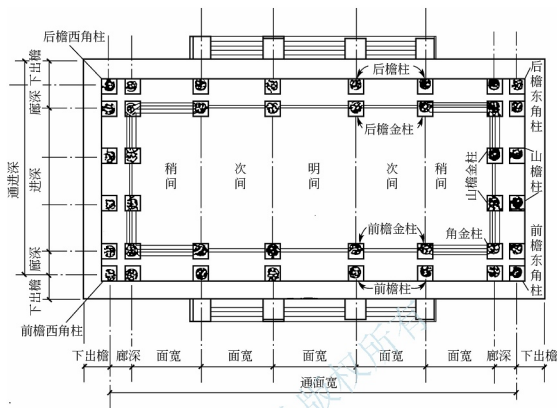 后檐西角柱
下出檐
廊深
进深
廊深
下出檐
通进深
前檐西角柱
后檐柱
后檐金柱
稍间
次间
明间
次间
稍间
前檐金柱
前檐柱
角金柱
山檐金柱
后檐东角柱
山檐柱
前檐东角柱
下出檐 廊深 面宽 面宽 面宽 面宽 面宽 廊深 下出檐
通面宽
版权所有